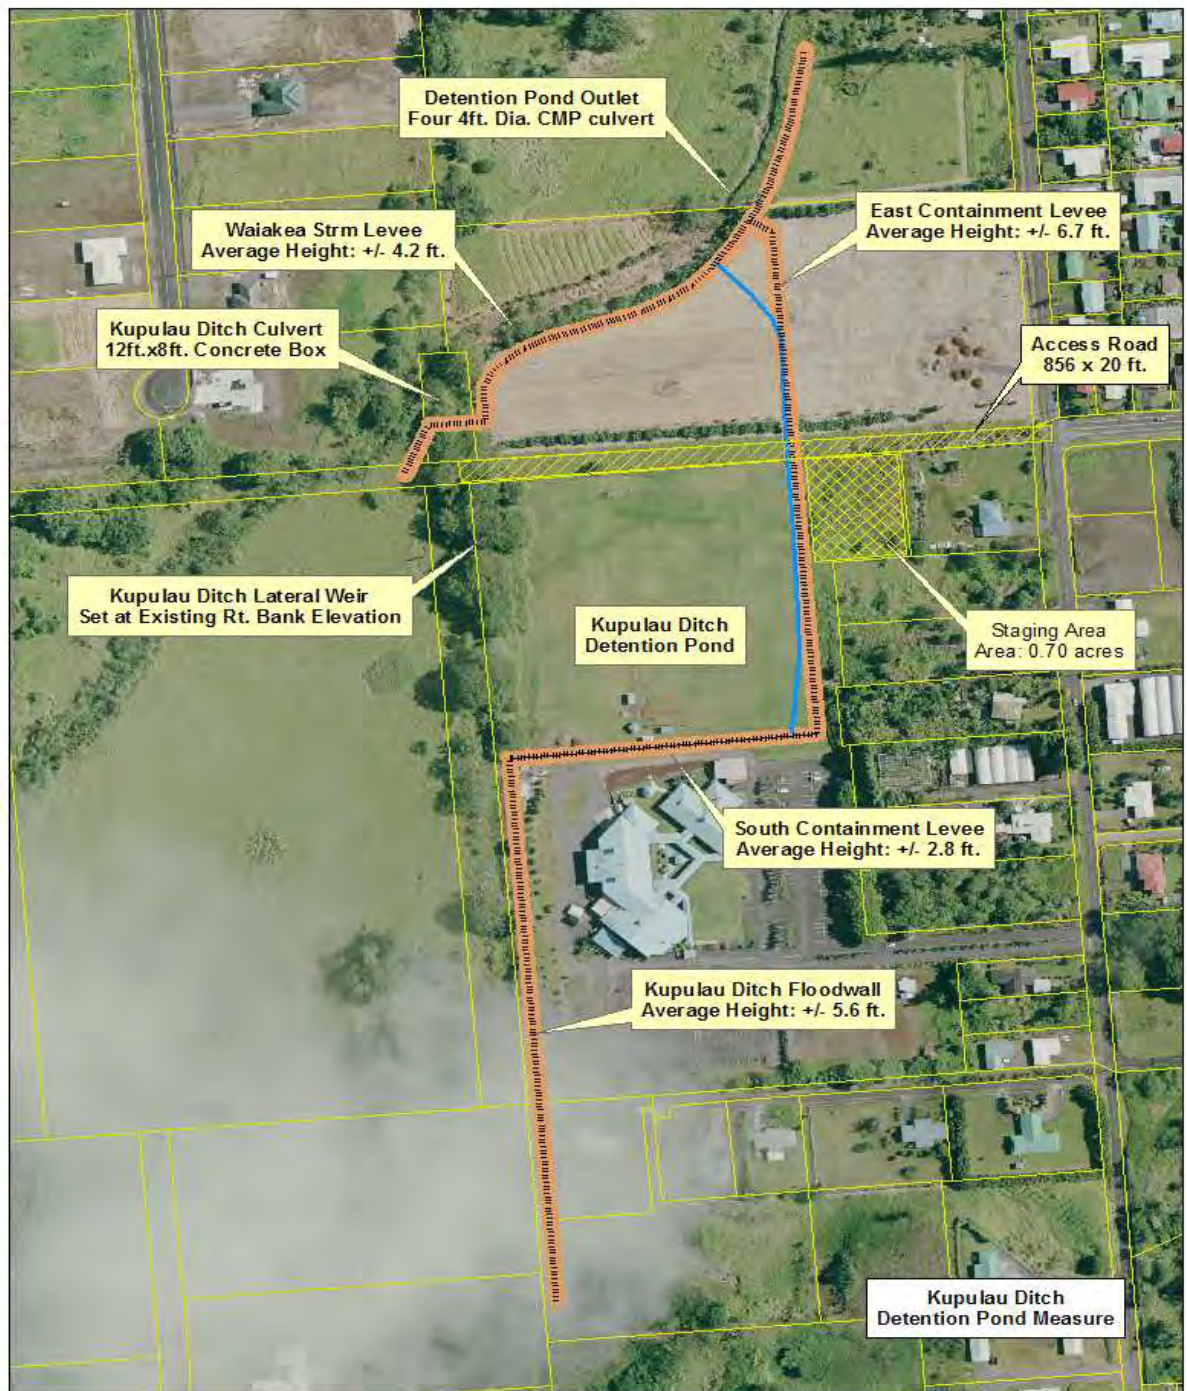 Detention Pond Outlet
Four 4ft. Dia. CMP culvert
Waiakea Strm Levee
Average Height: +/- 4.2 ft.
East Containment Levee
Average Height: +/- 6.7 ft.
Kupulau Ditch Culvert
12ft.x8ft. Concrete Box
Access Road
856 x 20 ft.
Kupulau Ditch Lateral Weir
Set at Existing Rt. Bank Elevation
Kupulau Ditch
Detention Pond
Staging Area
Area: 0.70 acres
South Containment Levee
Average Height: +/- 2.8 ft.
Kupulau Ditch Floodwall
Average Height: +/- 5.6 ft.
Kupulau Ditch
Detention Pond Measure